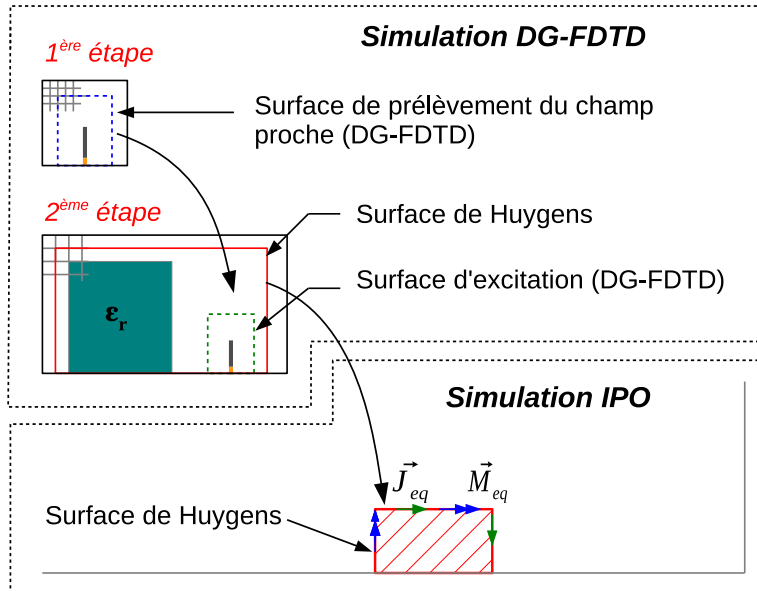 Simulation DG-FDTD
1ère étape
Surface de prélèvement du champ
proche (DG-FDTD)
2ème étape
Surface de Huygens
Surface d'excitation (DG-FDTD)
εr
Simulation IPO
Jeq
Meq
Surface de Huygens